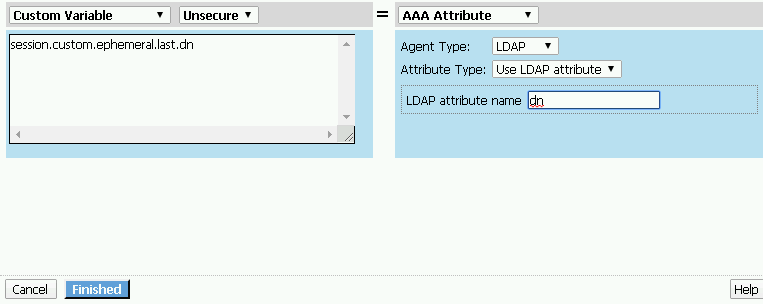 Custom Variable Unsecure = AAA Attribute
session.custom.ephemeral.last.dn
Agent Type: LDAP
Attribute Type: Use LDAP attribute
LDAP attribute name dn
Cancel Finished Help